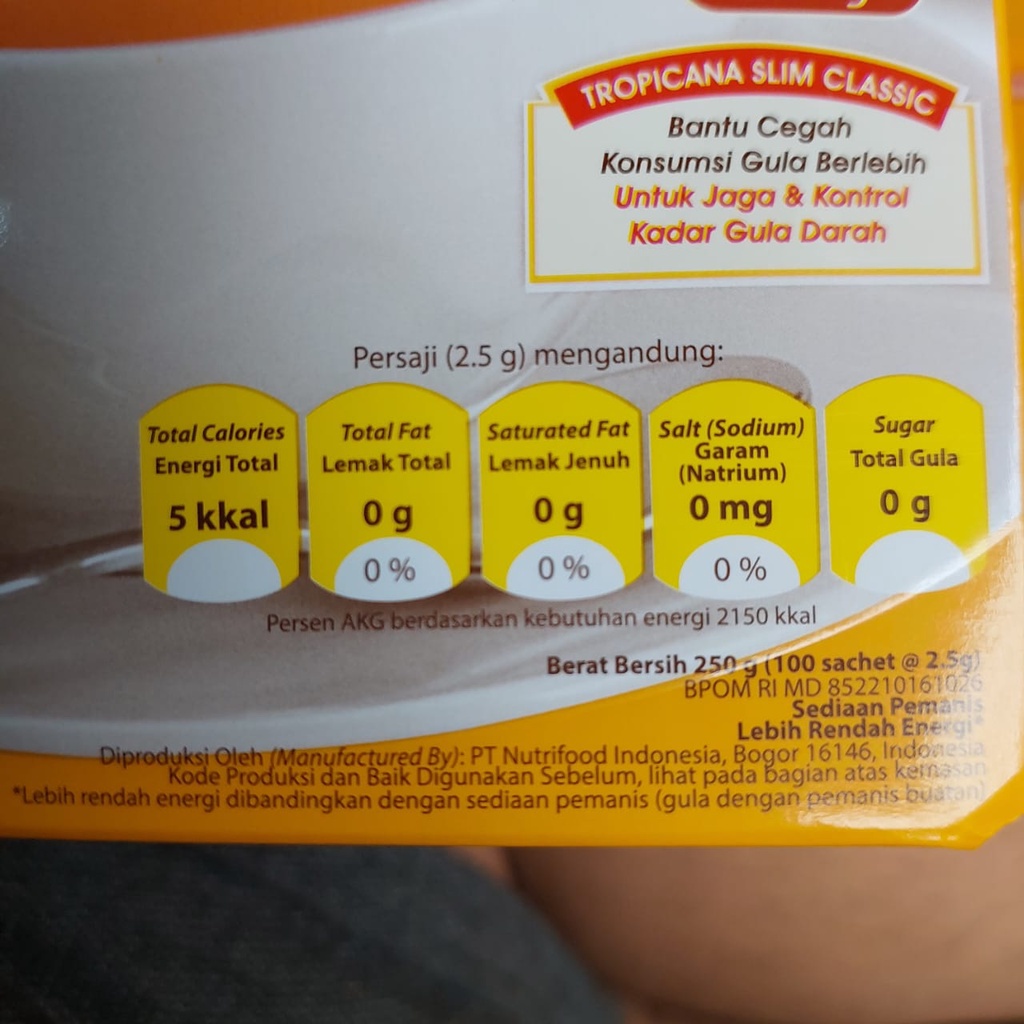 TROPICANA SLIM CLASSIC
Bantu Cegah
Konsumsi Gula Berlebih
Untuk Jaga & Kontrol
Kadar Gula Darah
Persaji (2.5 g) mengandung:
Total Calories
Energi Total
5 kkal
Total Fat
Lemak Total
0 g
0 %
Saturated Fat
Lemak Jenuh
0 g
0 %
Salt (Sodium)
Garam
(Natrium)
0 mg
0 %
Sugar
Total Gula
0 g
Persen AKG berdasarkan kebutuhan energi 2150 kkal
Berat Bersih 250 g (100 sachet @ 2.5g)
BPOM RI MD 852210161026
Sediaan Pemanis
Lebih Rendah Energi*
Diproduksi Oleh (Manufactured By): PT Nutrifood Indonesia, Bogor 16146, Indonesia
Kode Produksi dan Baik Digunakan Sebelum, lihat pada bagian atas kemasan
*Lebih rendah energi dibandingkan dengan sediaan pemanis (gula dengan pemanis buatan)